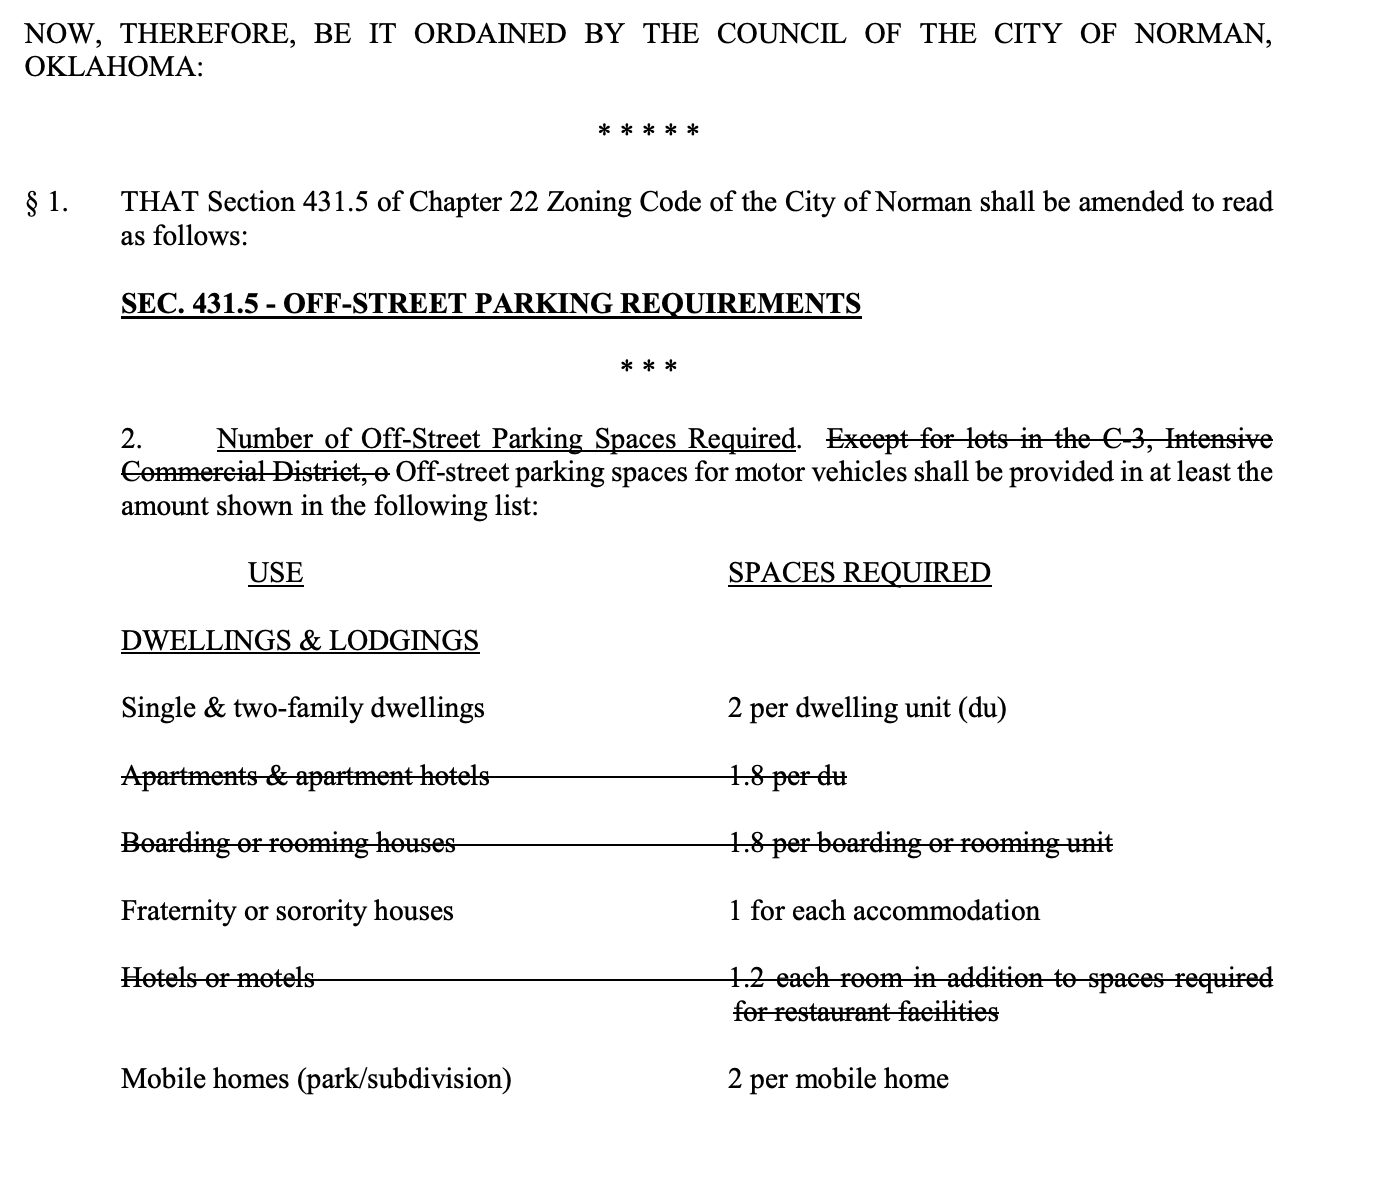 NOW, THEREFORE, BE IT ORDAINED BY THE COUNCIL OF THE CITY OF NORMAN,
OKLAHOMA:
* * * * *
§ 1. THAT Section 431.5 of Chapter 22 Zoning Code of the City of Norman shall be amended to read
as follows:
SEC. 431.5 - OFF-STREET PARKING REQUIREMENTS
* * *
2. Number of Off-Street Parking Spaces Required. Except for lots in the C-3, Intensive
Commercial District, o Off-street parking spaces for motor vehicles shall be provided in at least the
amount shown in the following list:
USE SPACES REQUIRED
DWELLINGS & LODGINGS
Single & two-family dwellings 2 per dwelling unit (du)
Apartments & apartment hotels 1.8 per du
Boarding or rooming houses 1.8 per boarding or rooming unit
Fraternity or sorority houses 1 for each accommodation
Hotels or motels 1.2 each room in addition to spaces required
for restaurant facilities
Mobile homes (park/subdivision) 2 per mobile home